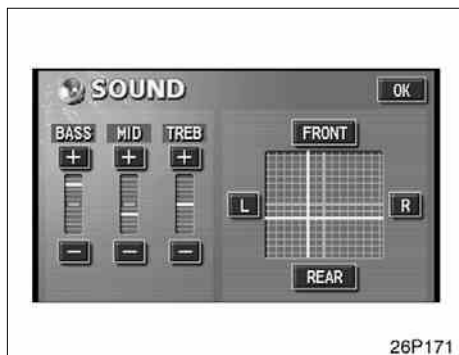 SOUND
OK
BASS MID TREB
+ + +
- - -
FRONT
L R
REAR
26P171